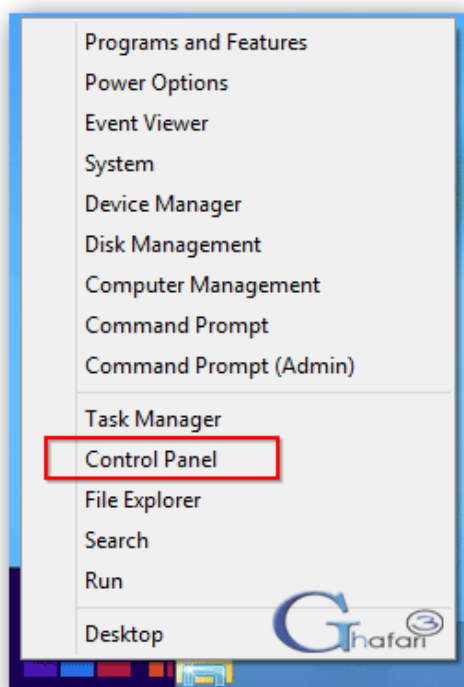 Programs and Features
Power Options
Event Viewer
System
Device Manager
Disk Management
Computer Management
Command Prompt
Command Prompt (Admin)
Task Manager
Control Panel
File Explorer
Search
Run
Desktop
Ghafari3